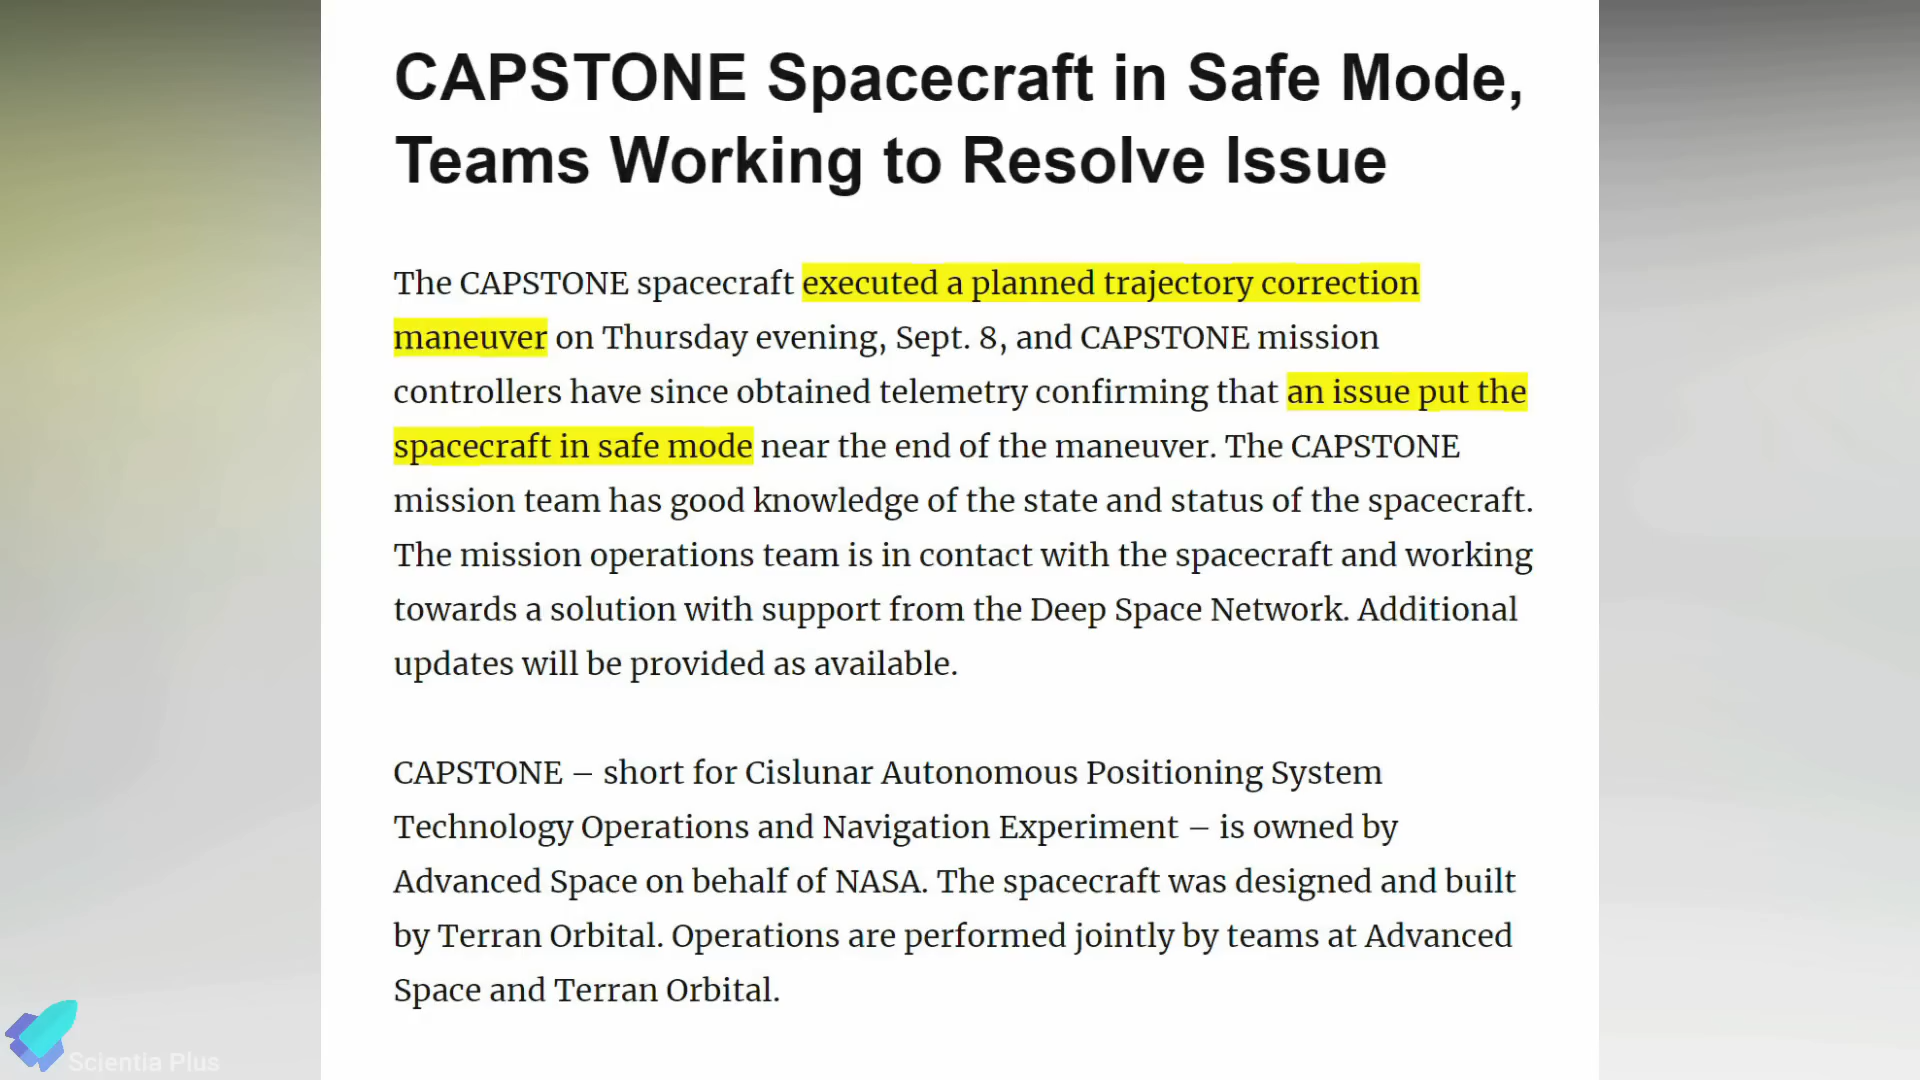 CAPSTONE Spacecraft in Safe Mode,
Teams Working to Resolve Issue
The CAPSTONE spacecraft executed a planned trajectory correction
maneuver on Thursday evening, Sept. 8, and CAPSTONE mission
controllers have since obtained telemetry confirming that an issue put the
spacecraft in safe mode near the end of the maneuver. The CAPSTONE
mission team has good knowledge of the state and status of the spacecraft.
The mission operations team is in contact with the spacecraft and working
towards a solution with support from the Deep Space Network. Additional
updates will be provided as available.
CAPSTONE – short for Cislunar Autonomous Positioning System
Technology Operations and Navigation Experiment – is owned by
Advanced Space on behalf of NASA. The spacecraft was designed and built
by Terran Orbital. Operations are performed jointly by teams at Advanced
Space and Terran Orbital.
Scientia Plus